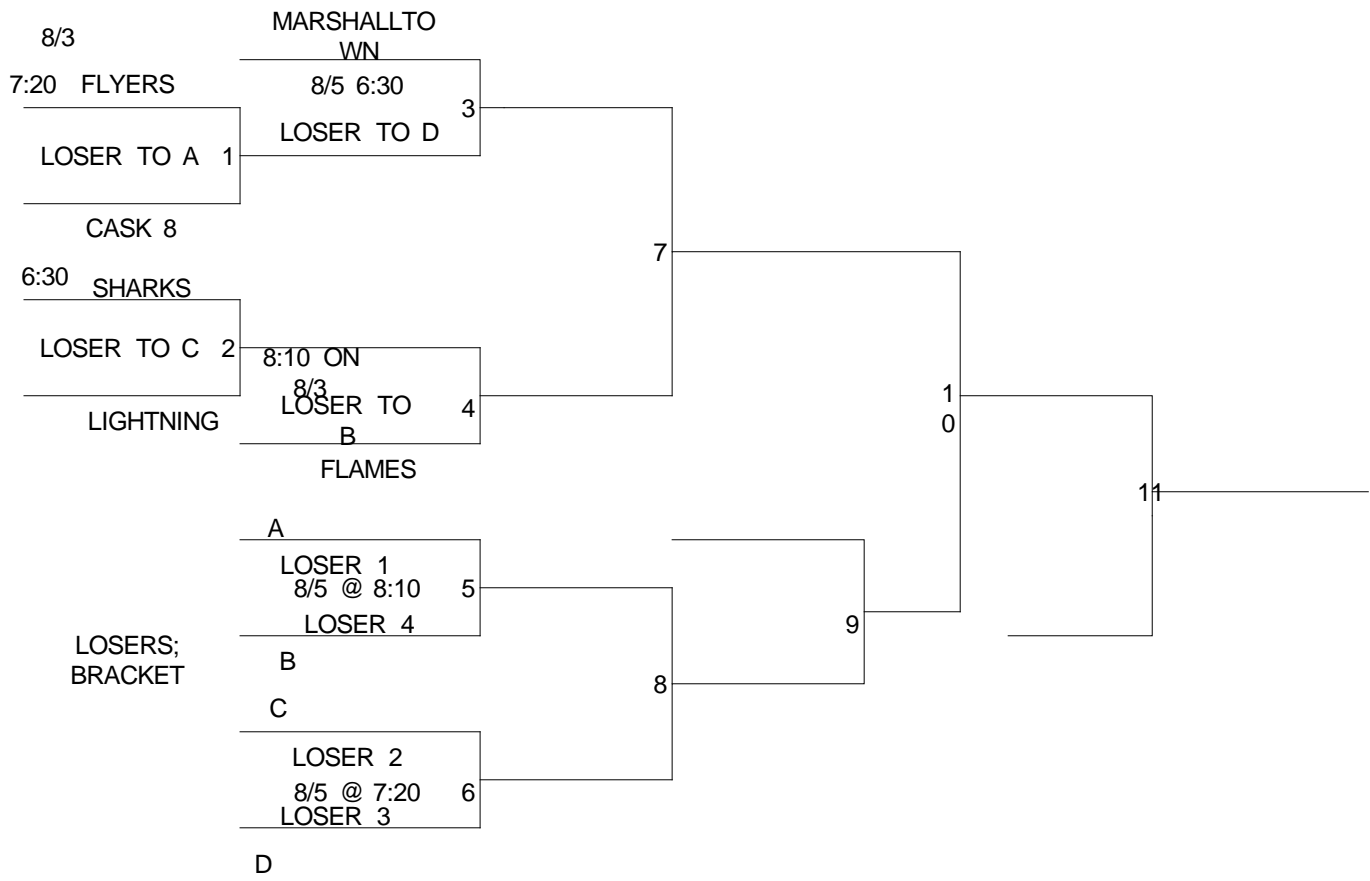 MARSHALLTO
WN
8/3
7:20 FLYERS
8/5 6:30
3
LOSER TO D
LOSER TO A 1
CASK 8
7
6:30 SHARKS
LOSER TO C 2
8:10 ON
8/3
LOSER TO
B
4
1
0
LIGHTNING
FLAMES
11
A
LOSER 1
8/5 @ 8:10 5
LOSER 4
9
LOSERS;
BRACKET
B
8
C
LOSER 2
8/5 @ 7:20 6
LOSER 3
D